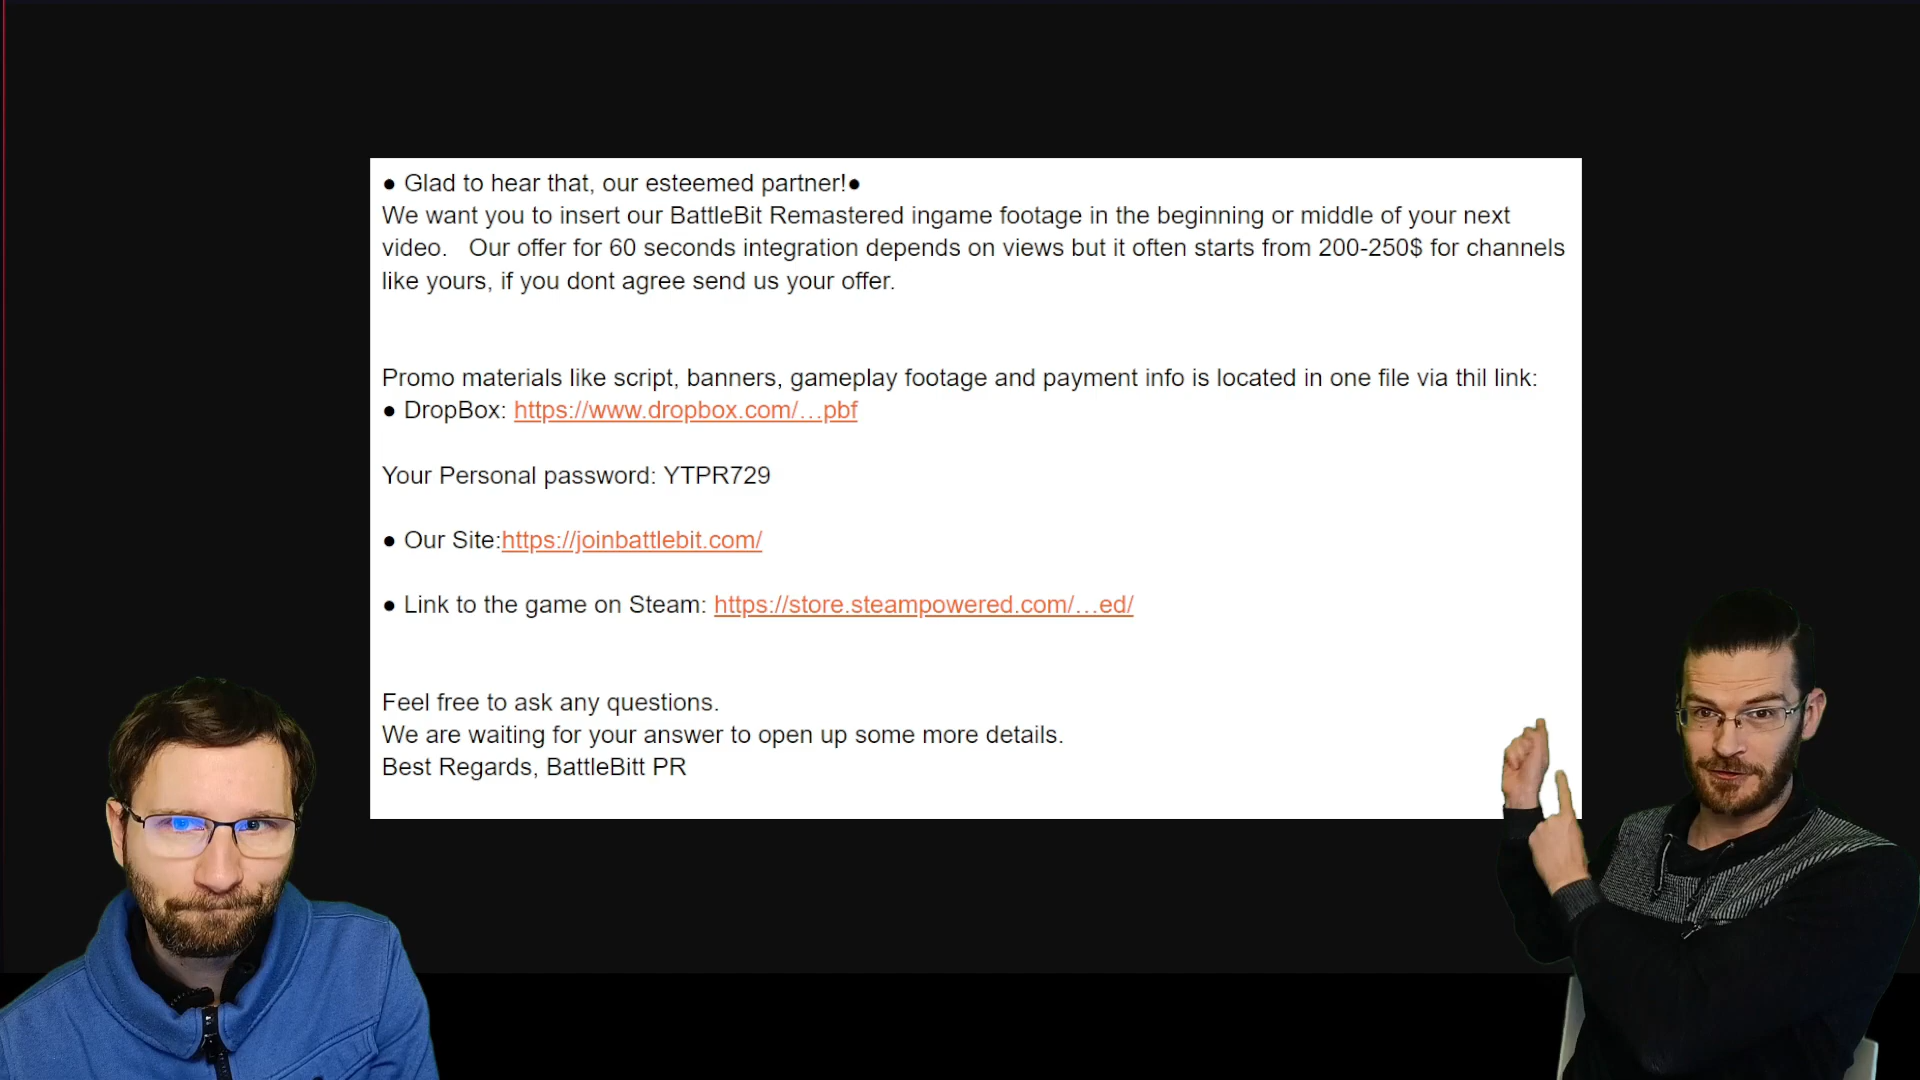 ● Glad to hear that, our esteemed partner!●
We want you to insert our BattleBit Remastered ingame footage in the beginning or middle of your next
video.   Our offer for 60 seconds integration depends on views but it often starts from 200-250$ for channels
like yours, if you dont agree send us your offer.
Promo materials like script, banners, gameplay footage and payment info is located in one file via thil link:
● DropBox: https://www.dropbox.com/…pbf
Your Personal password: YTPR729
● Our Site:https://joinbattlebit.com/
● Link to the game on Steam: https://store.steampowered.com/…ed/
Feel free to ask any questions.
We are waiting for your answer to open up some more details.
Best Regards, BattleBitt PR